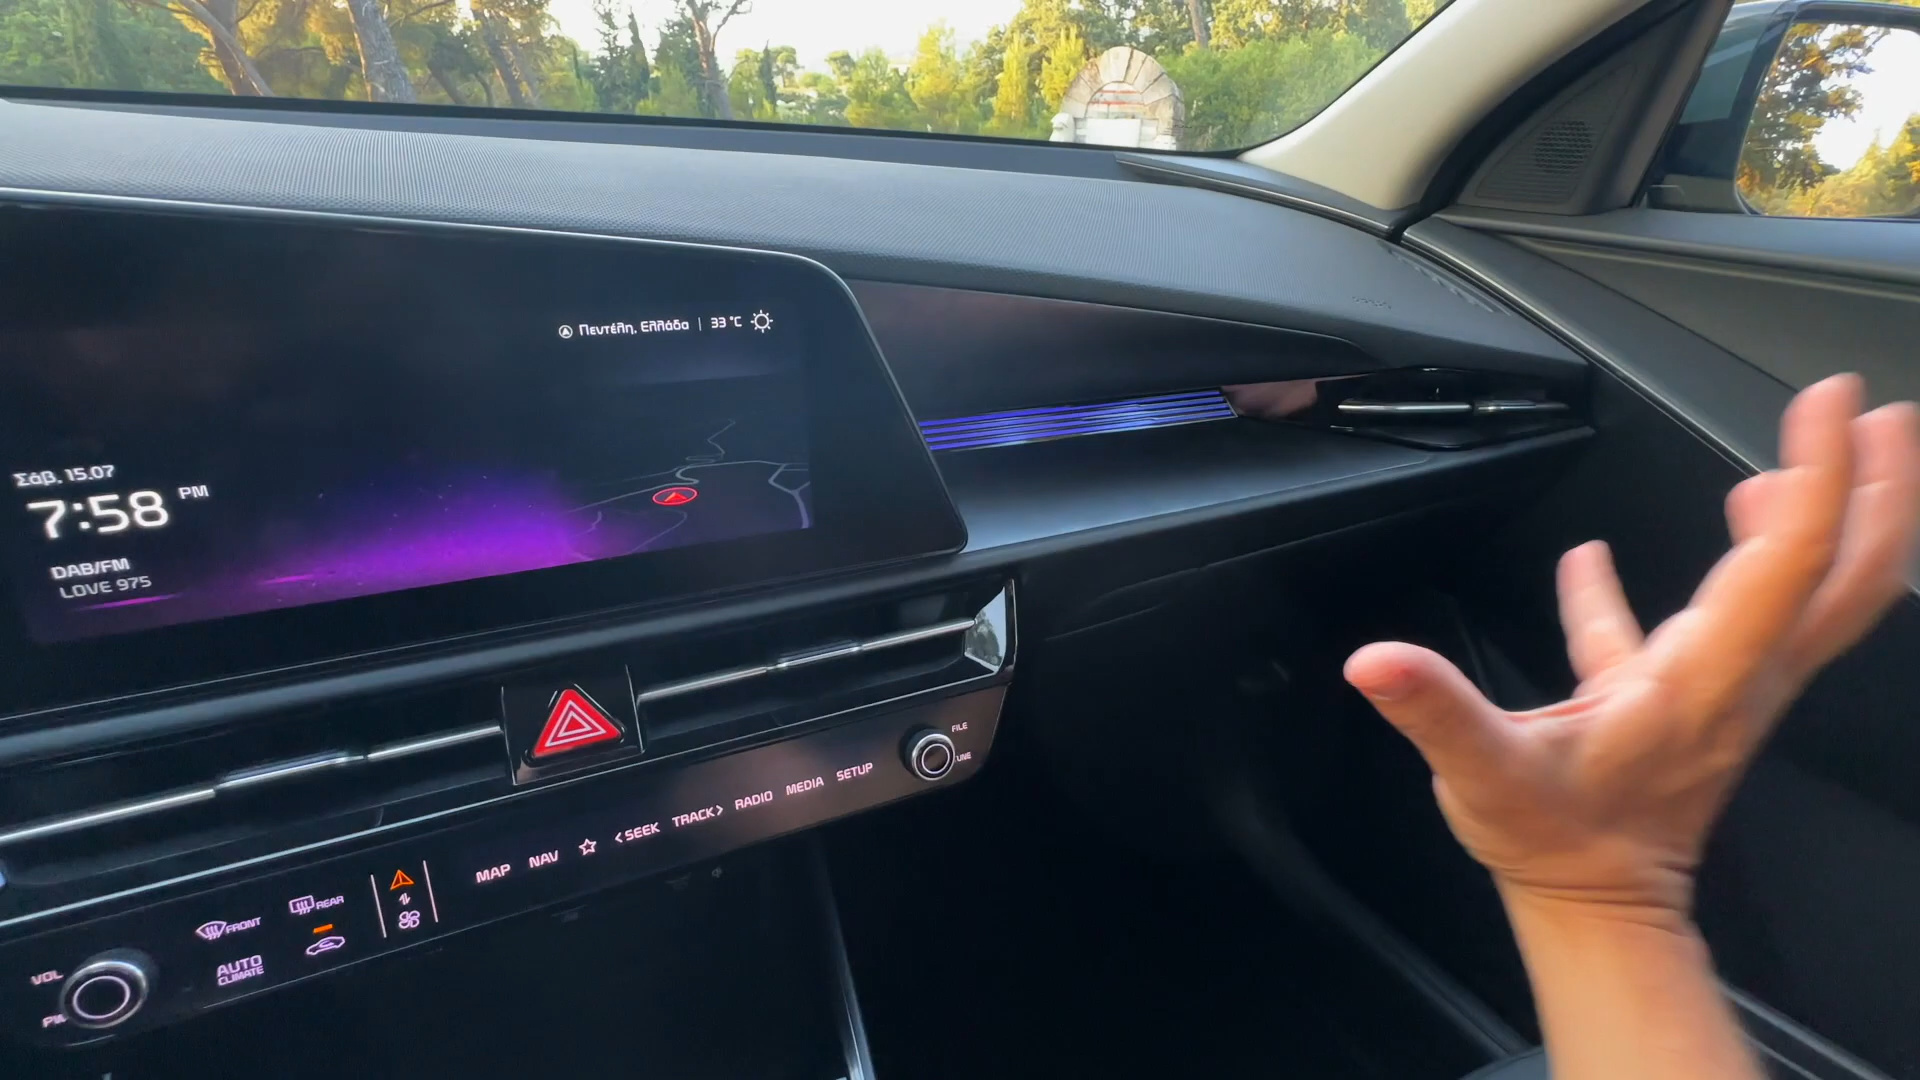 Πεντέλη, Ελλάδα | 33 °C
Σάβ, 15.07
7:58 PM
DAB/FM
LOVE 975
FILE
TUNE
MAP NAV ☆ <SEEK TRACK> RADIO MEDIA SETUP
FRONT REAR
AUTO
CLIMATE
VOL